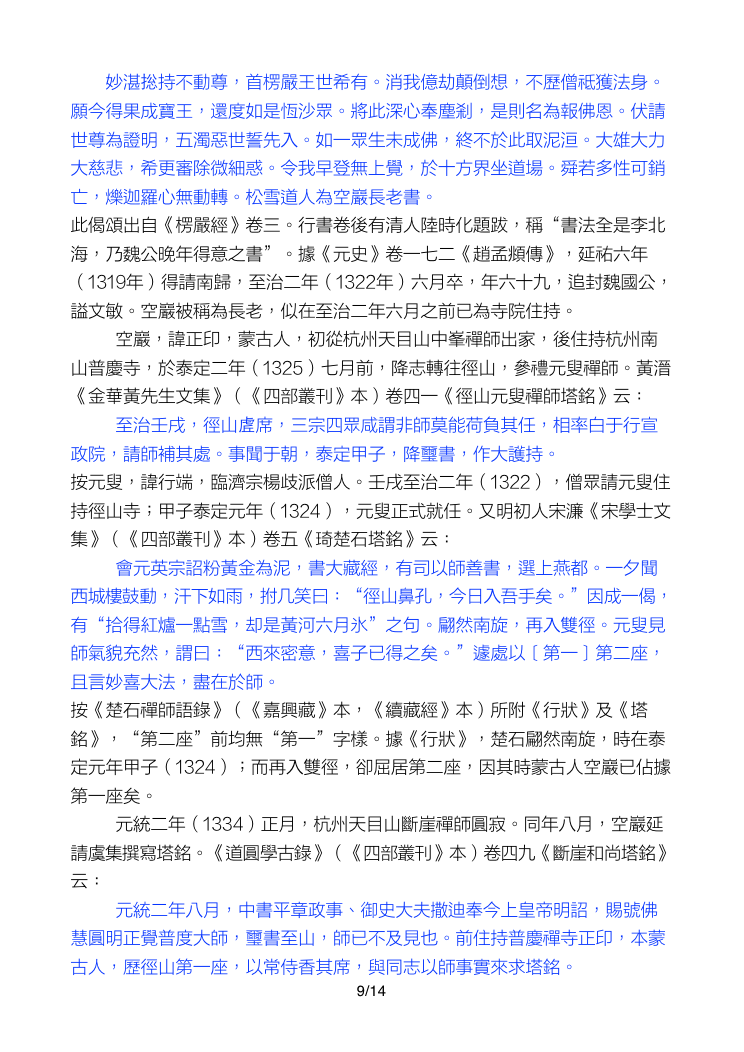 妙湛捴持不動尊，首楞嚴王世希有。消我億劫顛倒想，不歷僧祇獲法身。
願今得果成寶王，還度如是恆沙眾。將此深心奉塵剎，是則名為報佛恩。伏請
世尊為證明，五濁惡世誓先入。如一眾生未成佛，終不於此取泥洹。大雄大力
大慈悲，希更審除微細惑。令我早登無上覺，於十方界坐道場。舜若多性可銷
亡，爍迦羅心無動轉。松雪道人為空巖長老書。
此偈頌出自《楞嚴經》卷三。行書卷後有清人陸時化題跋，稱“書法全是李北
海，乃魏公晚年得意之書”。據《元史》卷一七二《趙孟頫傳》，延祐六年
（1319年）得請南歸，至治二年（1322年）六月卒，年六十九，追封魏國公，
謚文敏。空巖被稱為長老，似在至治二年六月之前已為寺院住持。
空巖，諱正印，蒙古人，初從杭州天目山中峯禪師出家，後住持杭州南
山普慶寺，於泰定二年（1325）七月前，降志轉往徑山，參禮元叟禪師。黃溍
《金華黃先生文集》（《四部叢刊》本）卷四一《徑山元叟禪師塔銘》云：
至治壬戌，徑山虗席，三宗四眾咸謂非師莫能荷負其任，相率白于行宣
政院，請師補其處。事聞于朝，泰定甲子，降璽書，作大護持。
按元叟，諱行端，臨濟宗楊歧派僧人。壬戌至治二年（1322），僧眾請元叟住
持徑山寺；甲子泰定元年（1324），元叟正式就任。又明初人宋濂《宋學士文
集》（《四部叢刊》本）卷五《琦楚石塔銘》云：
會元英宗詔粉黃金為泥，書大藏經，有司以師善書，選上燕都。一夕聞
西城樓鼓動，汗下如雨，拊几笑曰：“徑山鼻孔，今日入吾手矣。”因成一偈，
有“拾得紅爐一點雪，却是黃河六月氷”之句。翩然南旋，再入雙徑。元叟見
師氣貌充然，謂曰：“西來密意，喜子已得之矣。”遽處以﹝第一﹞第二座，
且言妙喜大法，盡在於師。
按《楚石禪師語錄》（《嘉興藏》本，《續藏經》本）所附《行狀》及《塔
銘》，“第二座”前均無“第一”字樣。據《行狀》，楚石翩然南旋，時在泰
定元年甲子（1324）；而再入雙徑，卻屈居第二座，因其時蒙古人空巖已佔據
第一座矣。
元統二年（1334）正月，杭州天目山斷崖禪師圓寂。同年八月，空巖延
請虞集撰寫塔銘。《道圓學古錄》（《四部叢刊》本）卷四九《斷崖和尚塔銘》
云：
元統二年八月，中書平章政事、御史大夫撒迪奉今上皇帝明詔，賜號佛
慧圓明正覺普度大師，璽書至山，師已不及見也。前住持普慶禪寺正印，本蒙
古人，歷徑山第一座，以常侍香其席，與同志以師事實來求塔銘。
9/14